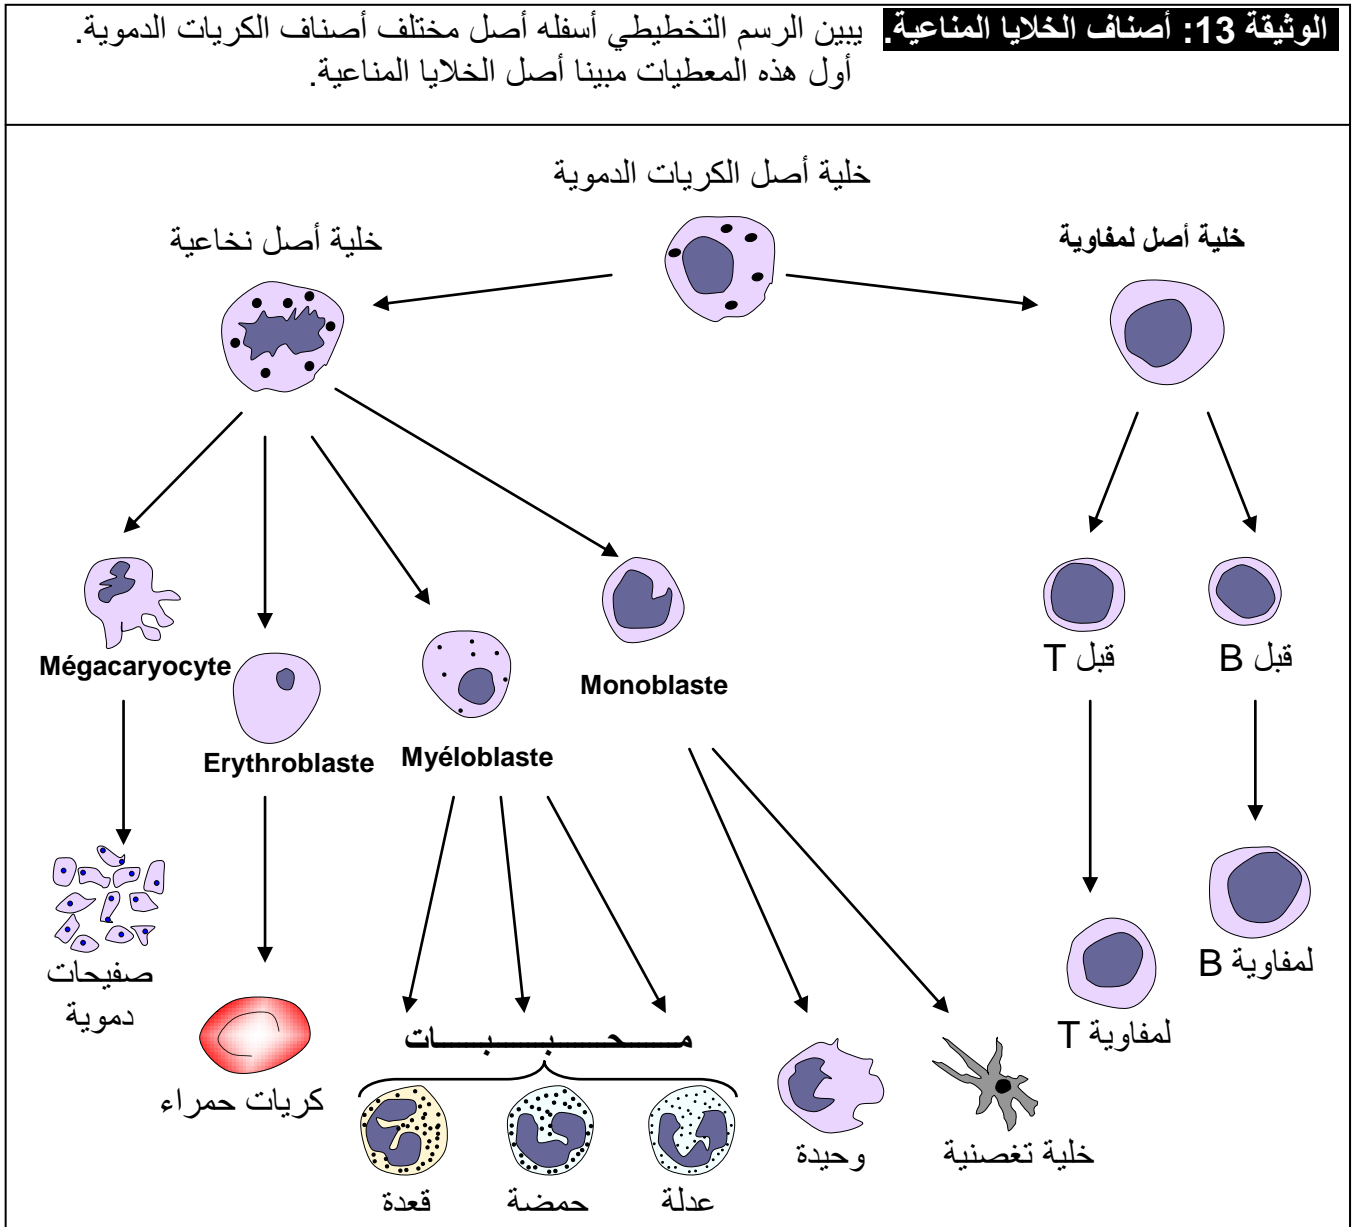 الوثيقة 13: أصناف الخلايا المناعية. يبين الرسم التخطيطي أسفله أصل مختلف أصناف الكريات الدموية.
أول هذه المعطيات مبينا أصل الخلايا المناعية.
خلية أصل الكريات الدموية
خلية أصل لمفاوية
خلية أصل نخاعية
قبل B
قبل T
Monoblaste
Mégacaryocyte
Myéloblaste
Erythroblaste
لمفاوية B
لمفاوية T
صفيحات
دموية
محببات
كريات حمراء
خلية تغصنية
وحيدة
عدلة
حمضة
قعدة